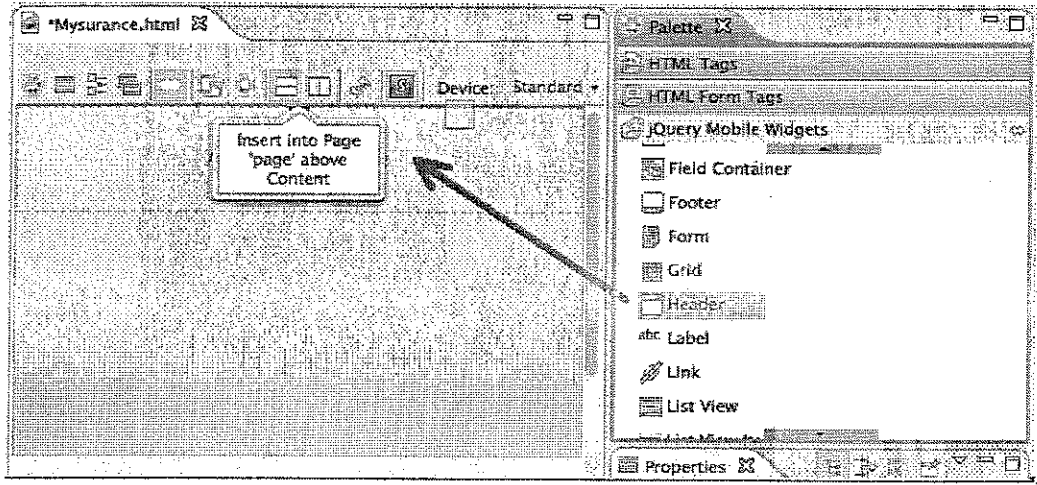 *Mysurance.html
Device: Standard
Insert into Page
'page' above
Content
Palette
HTML Tags
HTML Form Tags
jQuery Mobile Widgets
Field Container
Footer
Form
Grid
Header
abc Label
Link
List View
Properties